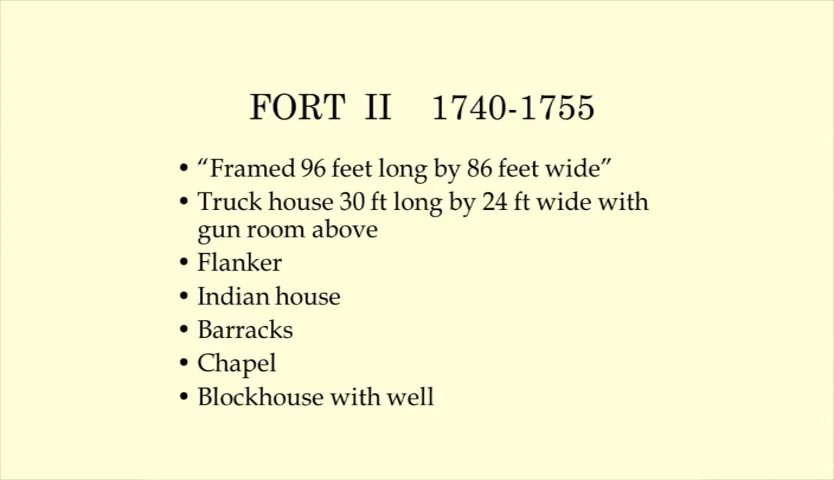 FORT II 1740-1755
• “Framed 96 feet long by 86 feet wide”
• Truck house 30 ft long by 24 ft wide with
gun room above
• Flanker
• Indian house
• Barracks
• Chapel
• Blockhouse with well